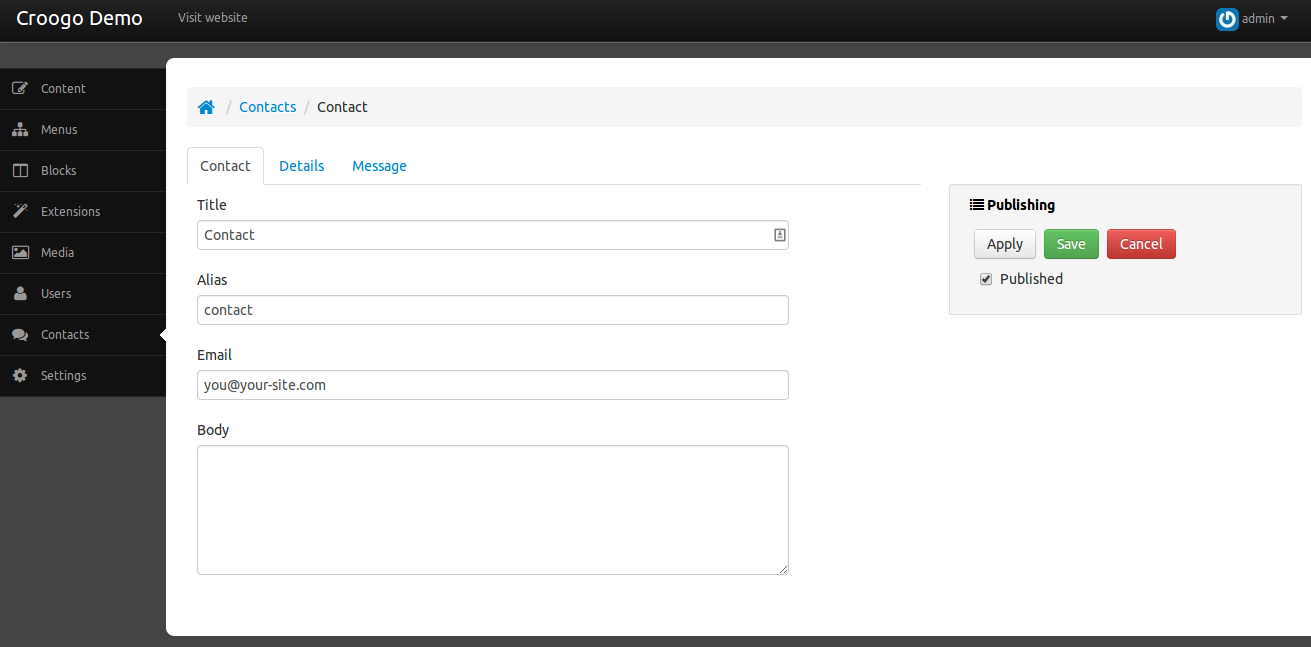 Croogo Demo Visit website admin
Content
Menus
Blocks
Extensions
Media
Users
Contacts
Settings
/ Contacts / Contact
Contact Details Message
Title
Contact
Alias
contact
Email
you@your-site.com
Body
Publishing
Apply Save Cancel
Published